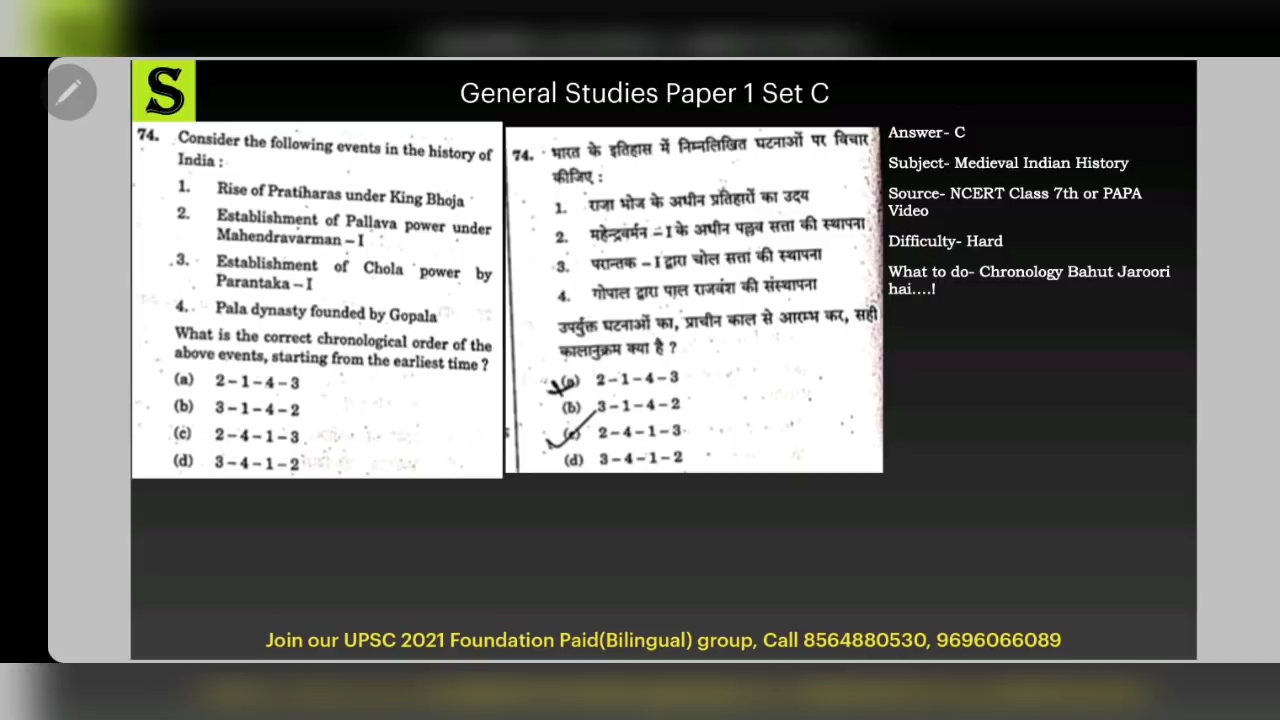 S
General Studies Paper 1 Set C
74. Consider the following events in the history of
India :
1. Rise of Pratiharas under King Bhoja
2. Establishment of Pallava power under
Mahendravarman – I
3. Establishment of Chola power by
Parantaka – I
4. Pala dynasty founded by Gopala
What is the correct chronological order of the
above events, starting from the earliest time ?
(a) 2 – 1 – 4 – 3
(b) 3 – 1 – 4 – 2
(c) 2 – 4 – 1 – 3
(d) 3 – 4 – 1 – 2
74. भारत के इतिहास में निम्नलिखित घटनाओं पर विचार
कीजिए :
1. राजा भोज के अधीन प्रतिहारों का उदय
2. महेन्द्रवर्मन – I के अधीन पल्लव सत्ता की स्थापना
3. परान्तक – I द्वारा चोल सत्ता की स्थापना
4. गोपाल द्वारा पाल राजवंश की संस्थापना
उपर्युक्त घटनाओं का, प्राचीन काल से आरम्भ कर, सही
कालानुक्रम क्या है ?
(a) 2 – 1 – 4 – 3
(b) 3 – 1 – 4 – 2
(c) 2 – 4 – 1 – 3
(d) 3 – 4 – 1 – 2
Answer- C
Subject- Medieval Indian History
Source- NCERT Class 7th or PAPA
Video
Difficulty- Hard
What to do- Chronology Bahut Jaroori
hai....!
Join our UPSC 2021 Foundation Paid(Bilingual) group, Call 8564880530, 9696066089